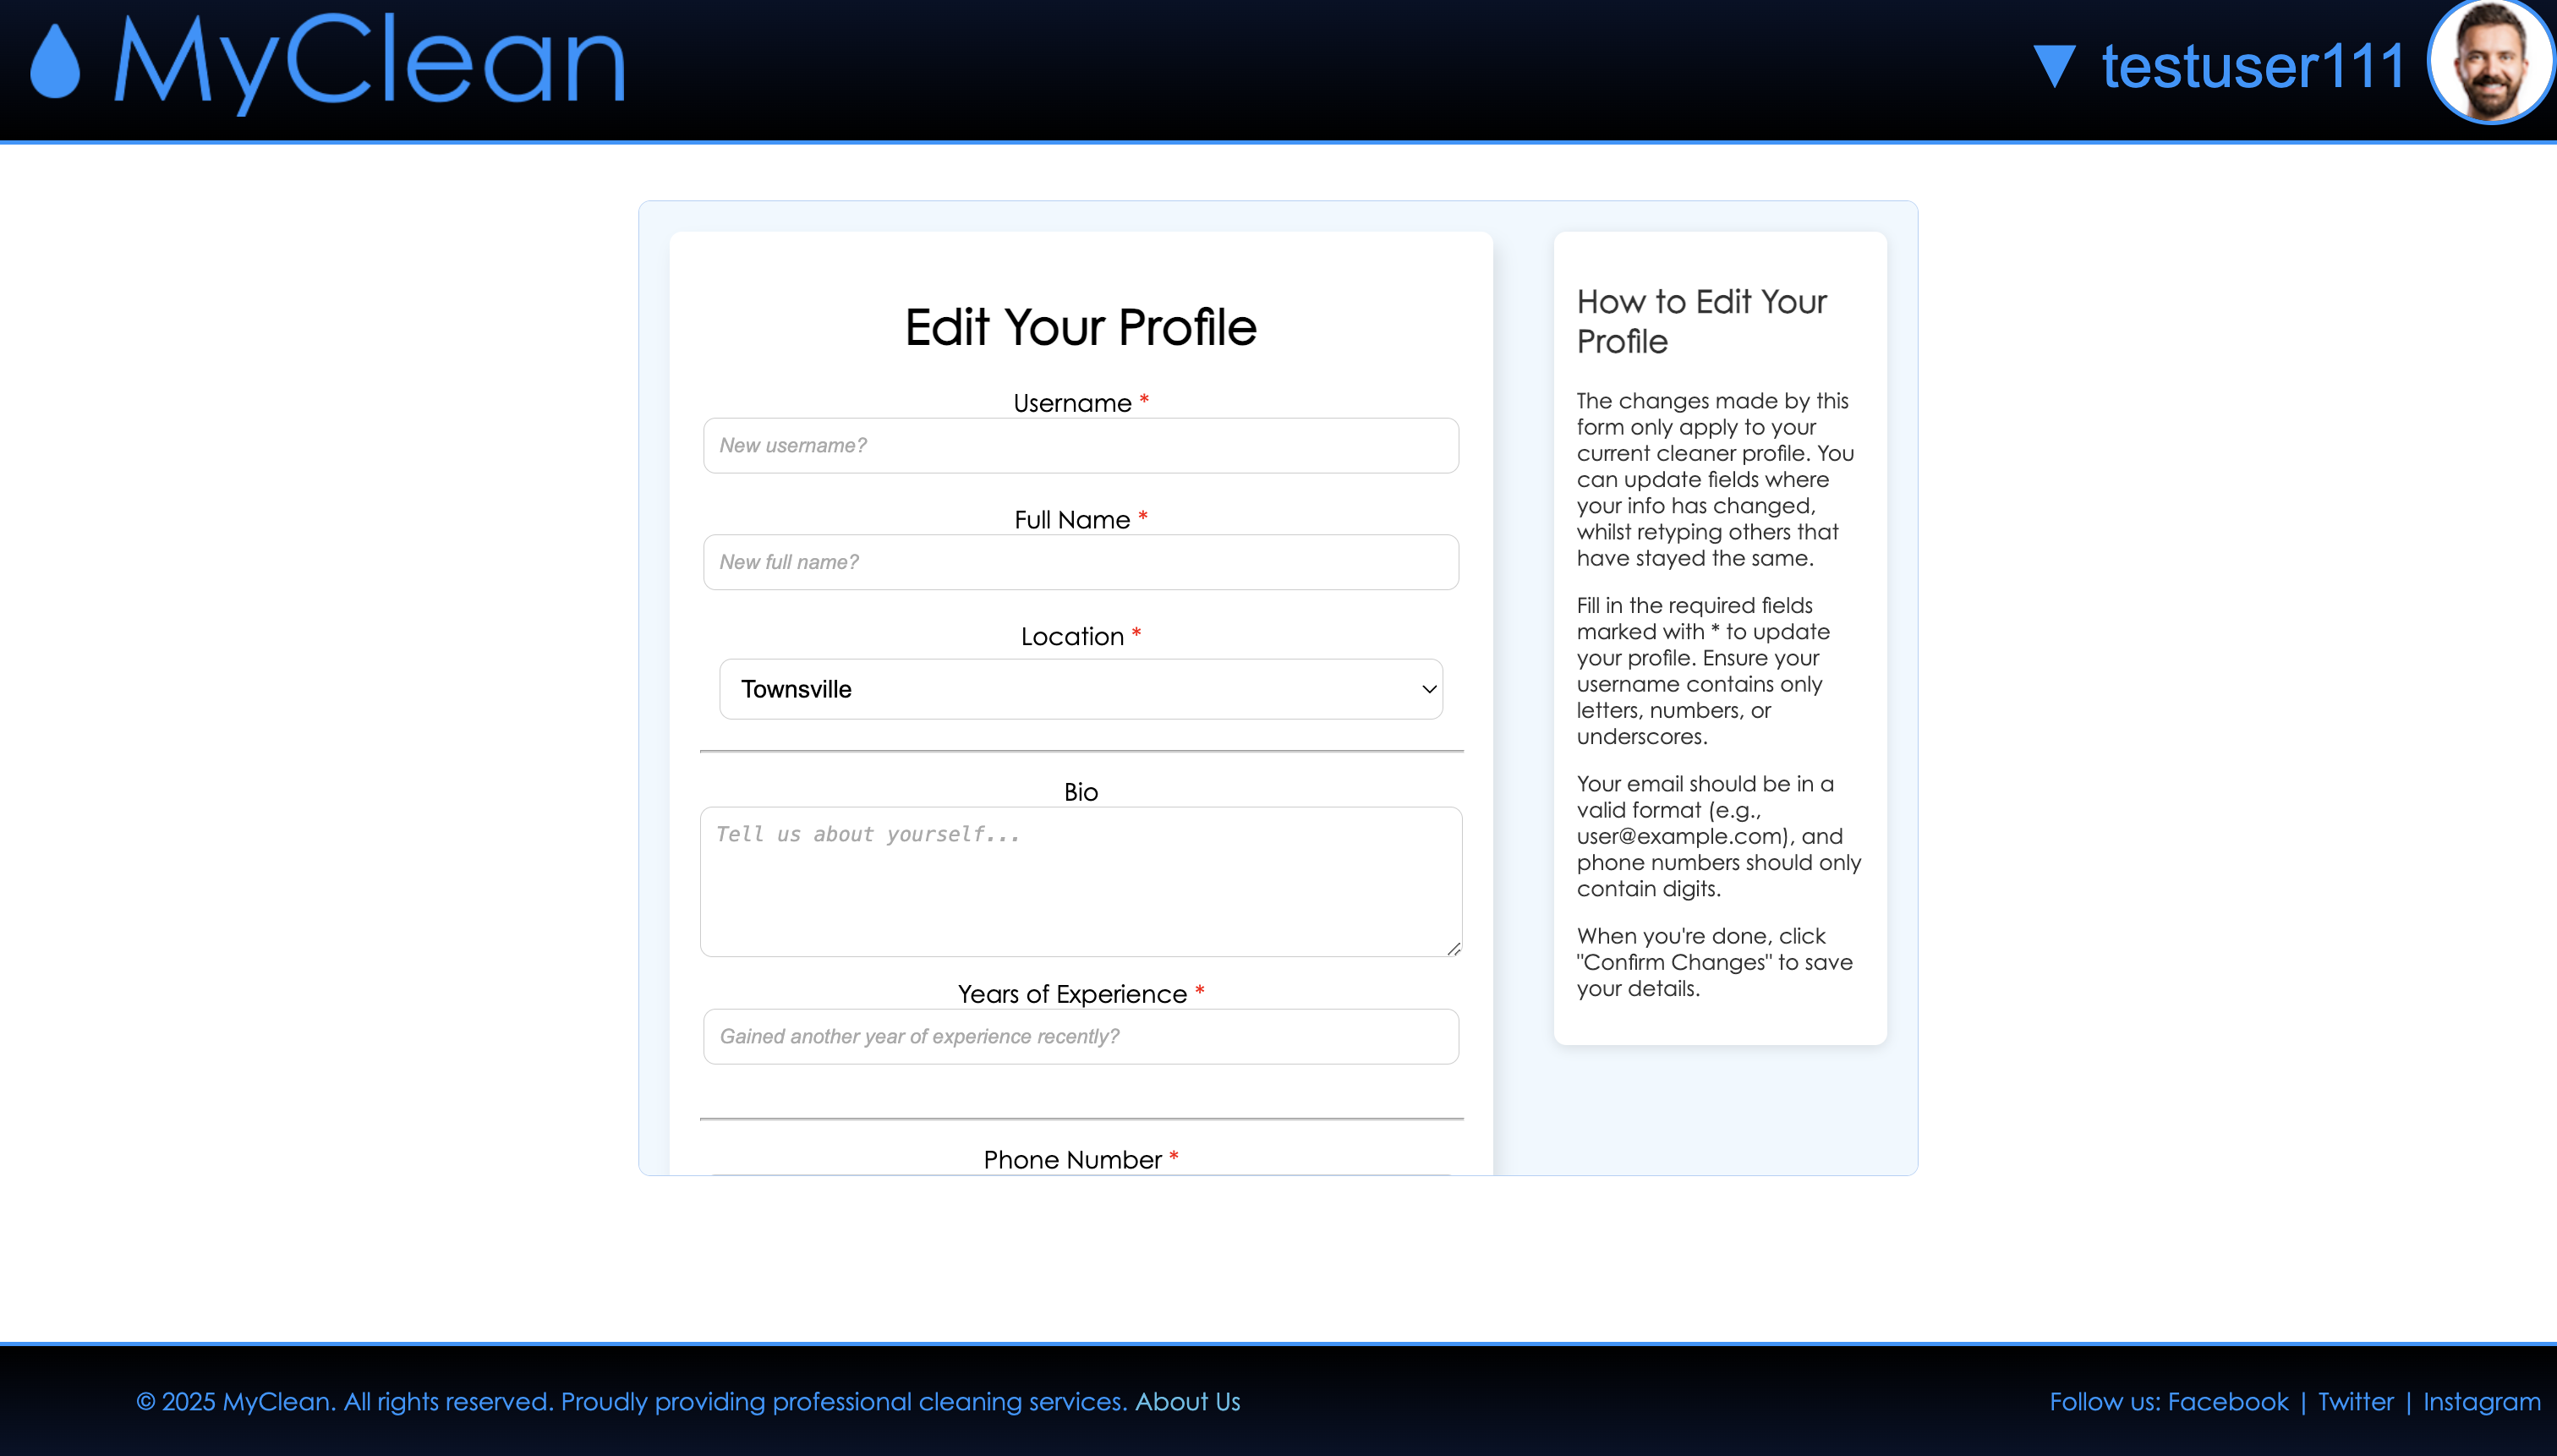 MyClean
▼ testuser111
Edit Your Profile
Username *
New username?
Full Name *
New full name?
Location *
Townsville
Bio
Tell us about yourself...
Years of Experience *
Gained another year of experience recently?
Phone Number *
How to Edit Your
Profile
The changes made by this
form only apply to your
current cleaner profile. You
can update fields where
your info has changed,
whilst retyping others that
have stayed the same.
Fill in the required fields
marked with * to update
your profile. Ensure your
username contains only
letters, numbers, or
underscores.
Your email should be in a
valid format (e.g.,
user@example.com), and
phone numbers should only
contain digits.
When you're done, click
"Confirm Changes" to save
your details.
© 2025 MyClean. All rights reserved. Proudly providing professional cleaning services. About Us
Follow us: Facebook | Twitter | Instagram